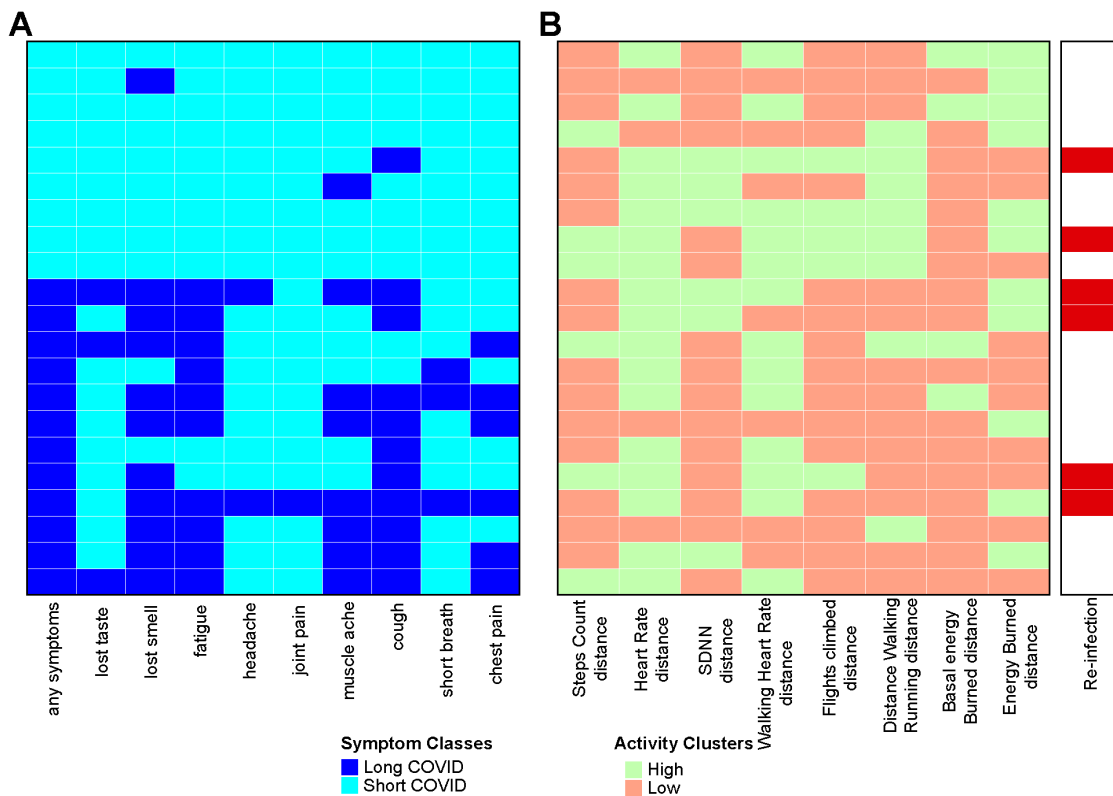 A
B
any symptoms
lost taste
lost smell
fatigue
headache
joint pain
muscle ache
cough
short breath
chest pain
Steps Count
distance
Heart Rate
distance
SDNN
distance
Walking Heart Rate
distance
Flights climbed
distance
Distance Walking
Running distance
Basal energy
Burned distance
Energy Burned
distance
Re-infection
Symptom Classes
Long COVID
Short COVID
Activity Clusters
High
Low